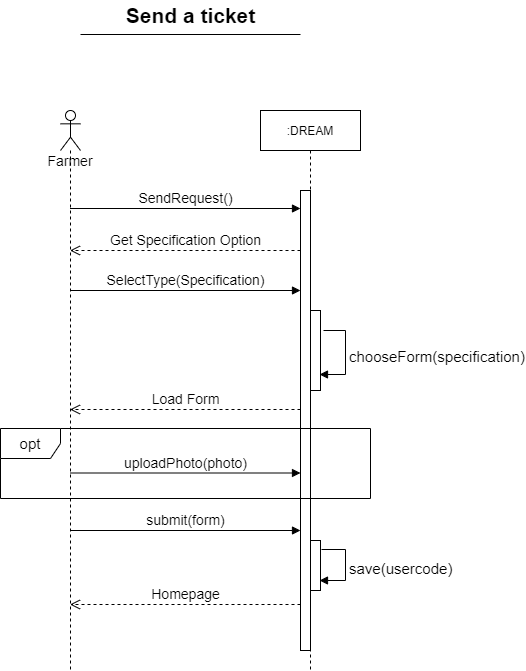 Send a ticket
:DREAM
Farmer
SendRequest()
Get Specification Option
SelectType(Specification)
chooseForm(specification)
Load Form
opt
uploadPhoto(photo)
submit(form)
save(usercode)
Homepage